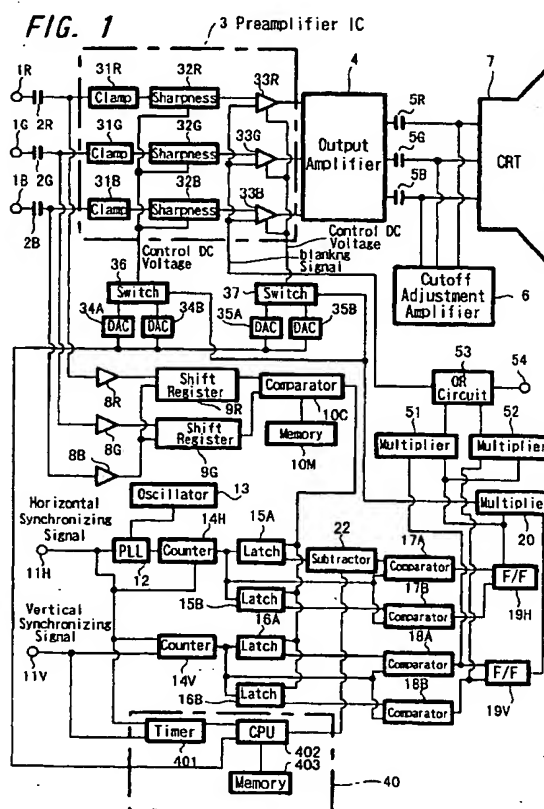 FIG. 1
3 Preamplifier IC
1R
31R
32R
33R
4
7
Clamp
Sharpness
5R
2R
1G
31G
32G
33G
5G
Clamp
Sharpness
Output
Amplifier
CRT
2G
1B
31B
32B
33B
5B
Clamp
Sharpness
2B
Control DC
Voltage
blankng
Signal
Control DC
Voltage
36
Switch
37
Switch
Cutoff
Adjustment
Amplifier
6
34A
34B
35A
35B
DAC
DAC
DAC
DAC
53
54
OR
Circuit
8R
Shift
Register
9R
Comparator
10C
51
52
8G
Shift
Register
9G
Memory
10M
Multiplier
Multiplier
8B
13
Oscillator
Multiplier
20
Horizontal
Synchronizing
Signal
14H
15A
22
17A
11H
PLL
12
Counter
Latch
Subtractor
Comparator
F/F
19H
15B
Latch
17B
Comparator
Vertical
Synchronizing
Signal
16A
18A
11V
Counter
14V
Latch
Comparator
F/F
19V
16B
Latch
18B
Comparator
Timer
401
CPU
402
Memory
403
40